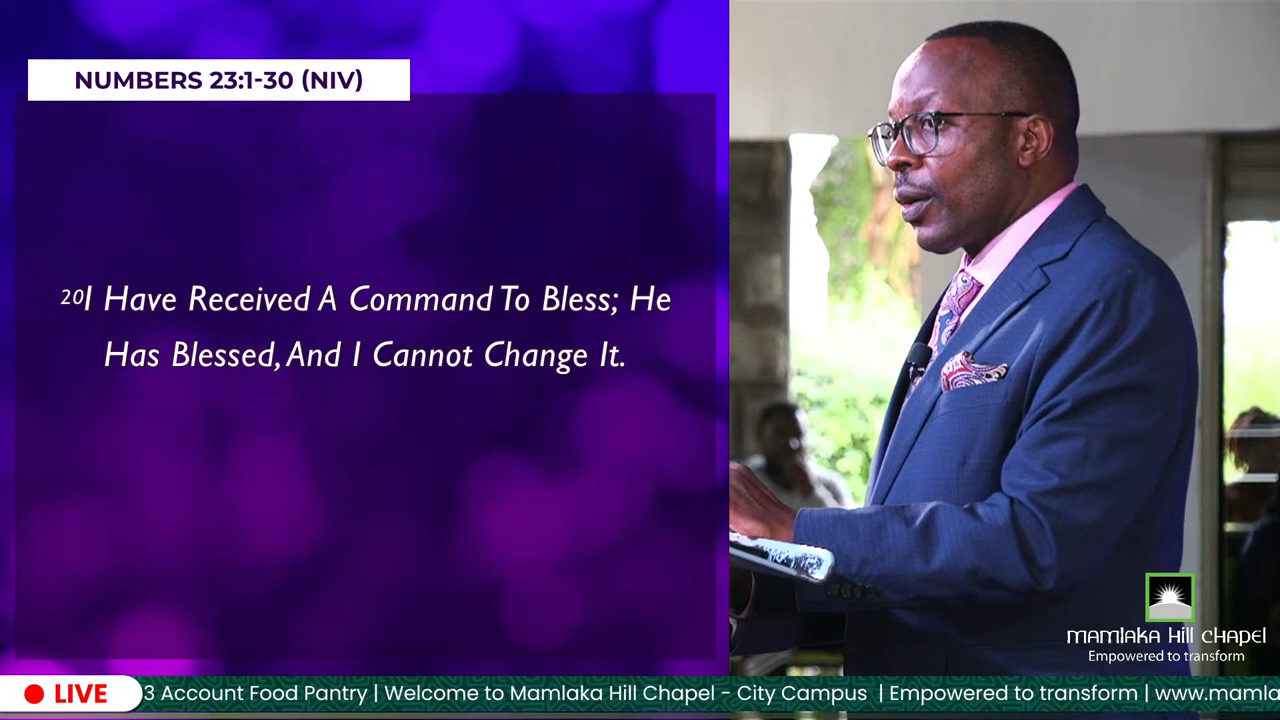 NUMBERS 23:1-30 (NIV)
20I Have Received A Command To Bless; He
Has Blessed, And I Cannot Change It.
mamlaka hill chapel
Empowered to transform
LIVE
3 Account Food Pantry | Welcome to Mamlaka Hill Chapel - City Campus | Empowered to transform | www.mamla